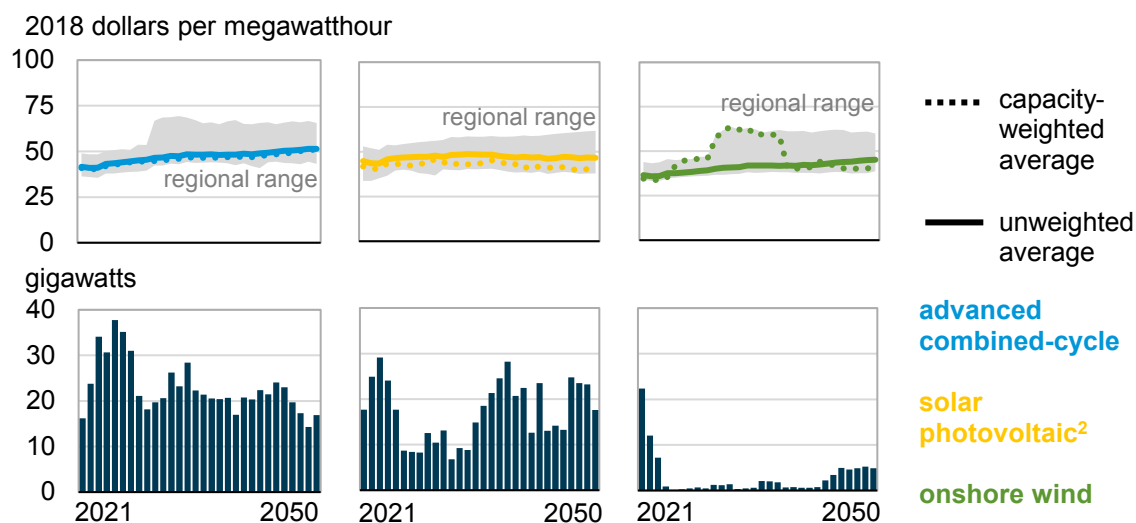 2018 dollars per megawatthour
100
75
50
25
0
regional range
regional range
regional range
capacity-
weighted
average
unweighted
average
gigawatts
40
30
20
10
0
2021 2050
2021 2050
2021 2050
advanced
combined-cycle
solar
photovoltaic²
onshore wind